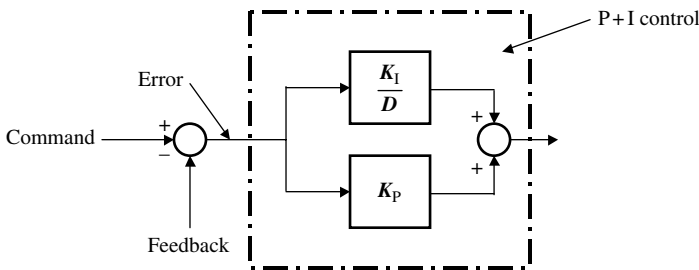 P + I control
Error
K_I
D
Command
+
−
+
+
K_P
Feedback